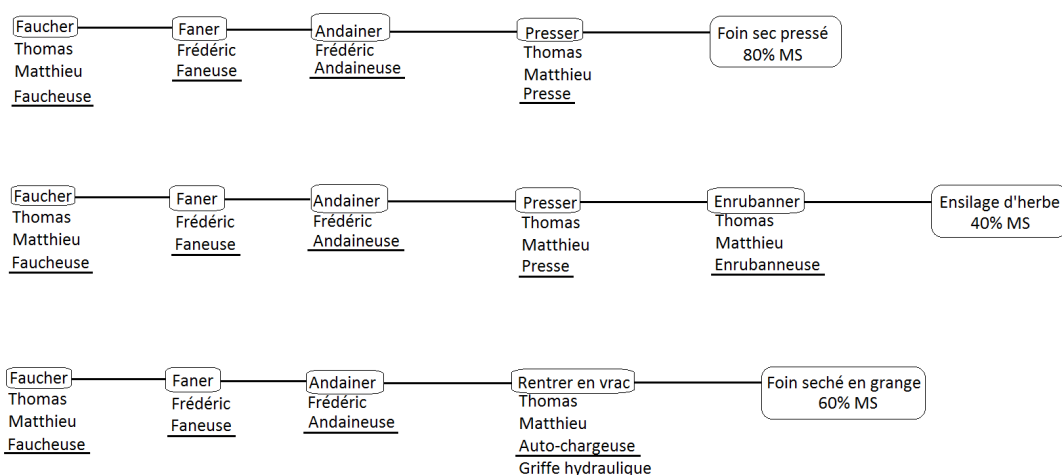 Faucher
Thomas
Matthieu
Faucheuse
Faner
Frédéric
Faneuse
Andainer
Frédéric
Andaineuse
Presser
Thomas
Matthieu
Presse
Foin sec pressé
80% MS
Faucher
Thomas
Matthieu
Faucheuse
Faner
Frédéric
Faneuse
Andainer
Frédéric
Andaineuse
Presser
Thomas
Matthieu
Presse
Enrubanner
Thomas
Matthieu
Enrubanneuse
Ensilage d'herbe
40% MS
Faucher
Thomas
Matthieu
Faucheuse
Faner
Frédéric
Faneuse
Andainer
Frédéric
Andaineuse
Rentrer en vrac
Thomas
Matthieu
Auto-chargeuse
Griffe hydraulique
Foin seché en grange
60% MS